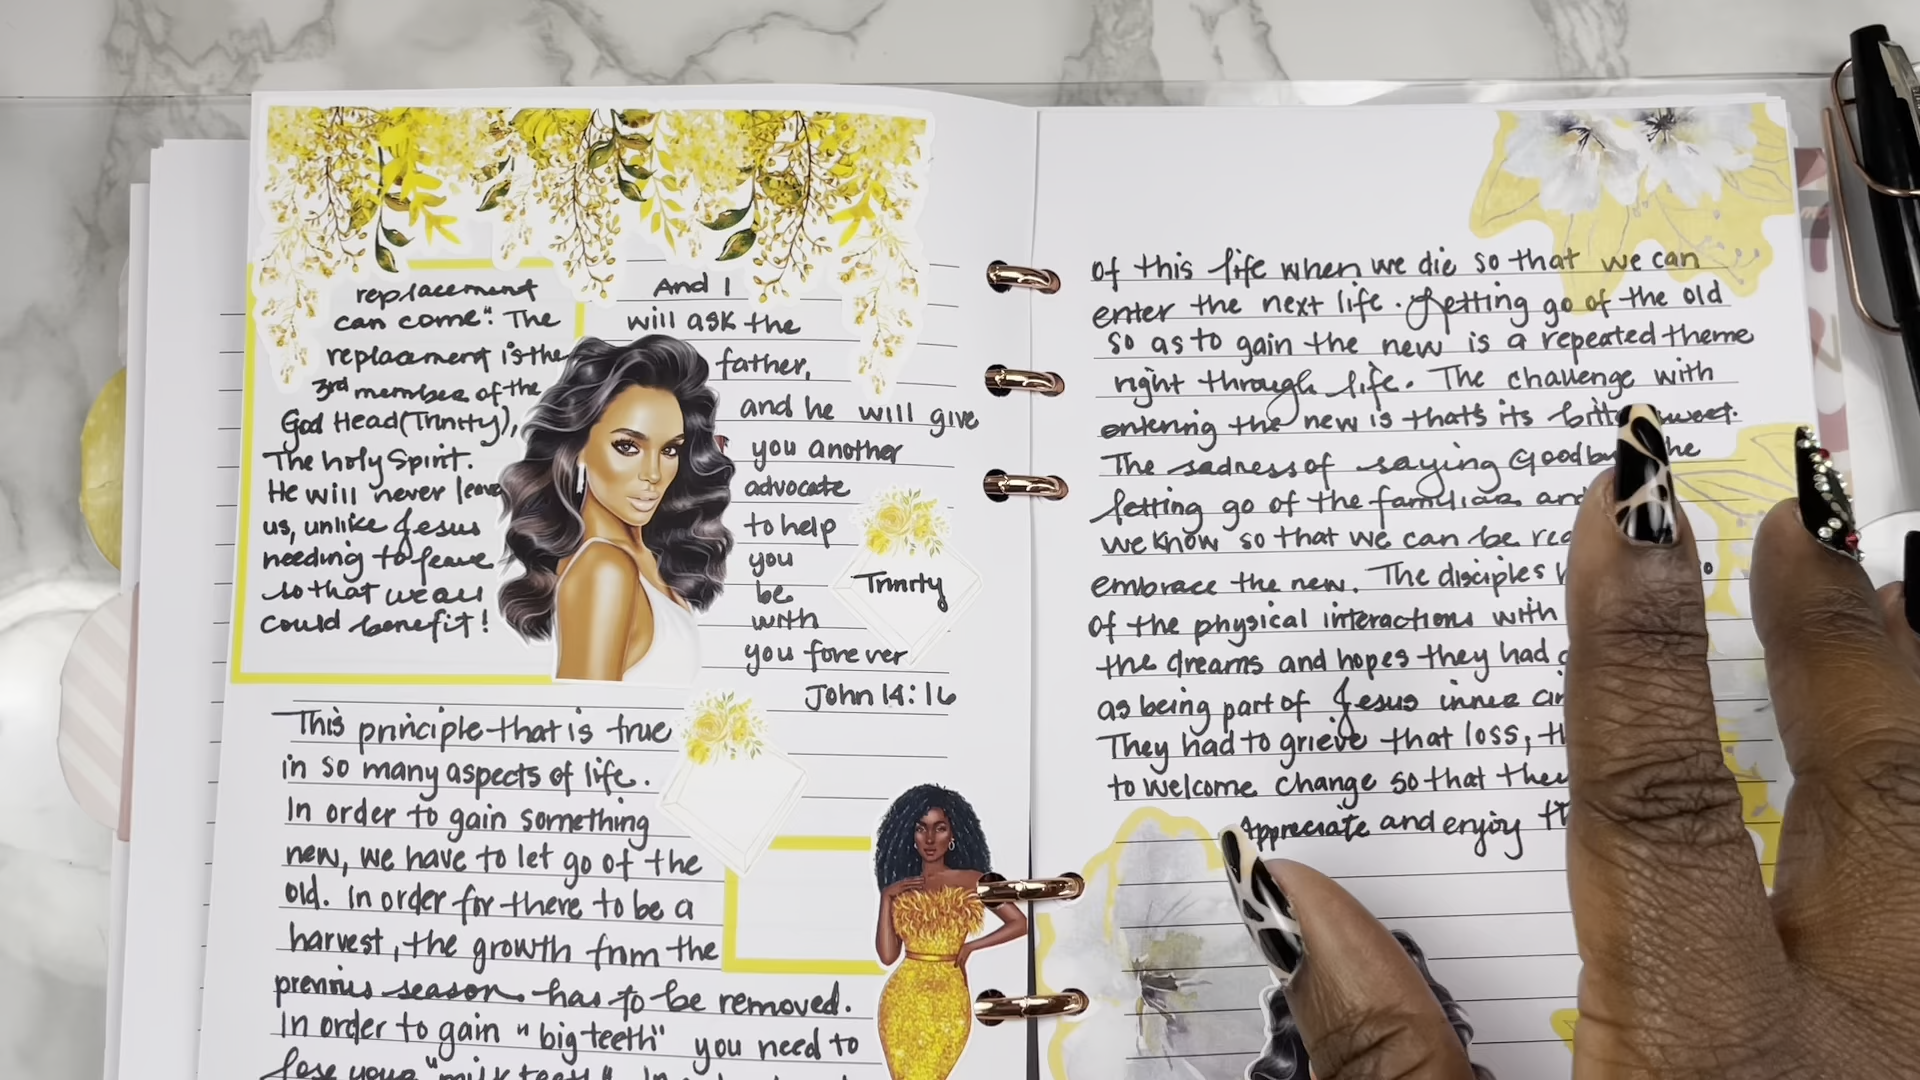 replacement
can come". The
replacement is the
3rd member of the
God Head (Trinity),
The holy Spirit.
He will never leave
us, unlike Jesus
needing to leave
so that we all
could benefit!
And I
will ask the
father,
and he will give
you another
advocate
to help
you
be
with
you forever
John 14:16
Trinity
This principle that is true
in so many aspects of life.
In order to gain something
new, we have to let go of the
old. In order for there to be a
harvest, the growth from the
previous season has to be removed.
In order to gain "big teeth" you need to
lose your "milk teeth". In
of this life when we die so that we can
enter the next life. Letting go of the old
so as to gain the new is a repeated theme
right through life. The challenge with
entering the new is thats its bitter sweet.
The sadness of saying Goodbye the
letting go of the familiar and
we know so that we can be
embrace the new. The disciples
of the physical interactions with
the dreams and hopes they had
as being part of Jesus inner
They had to grieve that loss,
to welcome change so that they
Appreciate and enjoy